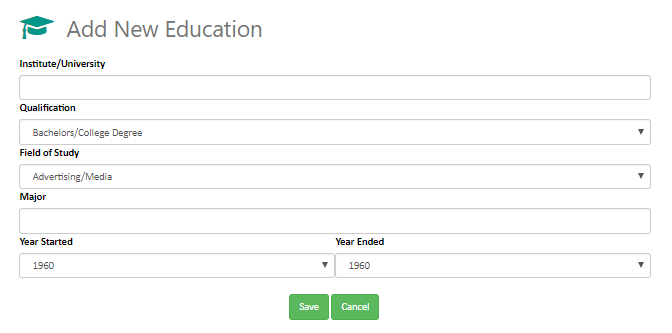 Add New Education
Institute/University
Qualification
Bachelors/College Degree
Field of Study
Advertising/Media
Major
Year Started Year Ended
1960 1960
Save Cancel